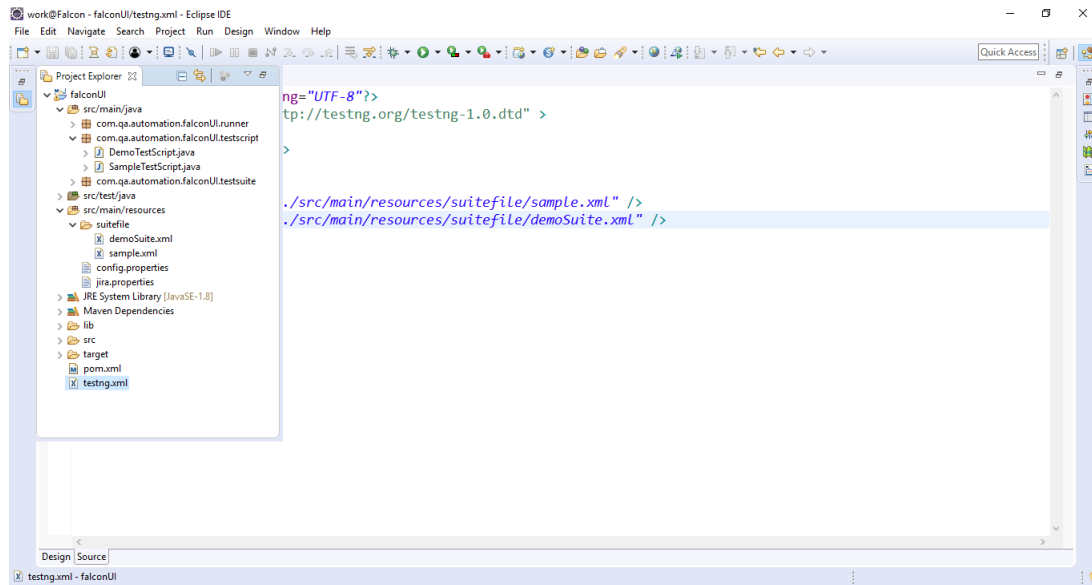 work@Falcon - falconUI/testng.xml - Eclipse IDE
File Edit Navigate Search Project Run Design Window Help
Quick Access
Project Explorer
falconUI
src/main/java
com.qa.automation.falconUI.runner
com.qa.automation.falconUI.testscript
DemoTestScript.java
SampleTestScript.java
com.qa.automation.falconUI.testsuite
src/test/java
src/main/resources
suitefile
demoSuite.xml
sample.xml
config.properties
jira.properties
JRE System Library [JavaSE-1.8]
Maven Dependencies
lib
src
target
pom.xml
testng.xml
ng="UTF-8"?>
tp://testng.org/testng-1.0.dtd" >
>
./src/main/resources/suitefile/sample.xml" />
./src/main/resources/suitefile/demoSuite.xml" />
Design Source
testng.xml - falconUI